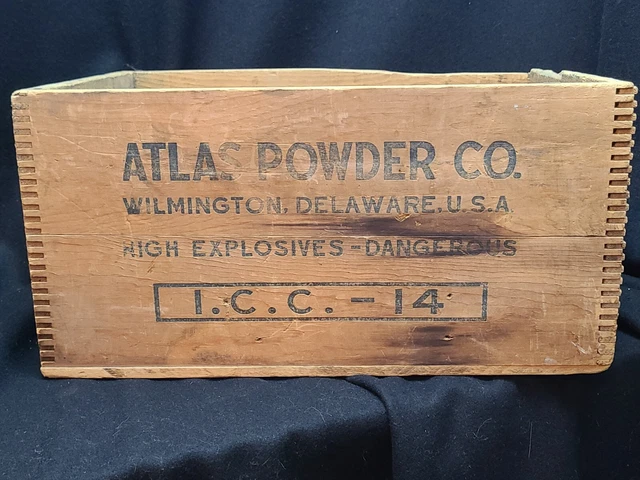 ATLAS POWDER CO.
WILMINGTON, DELAWARE, U.S.A
HIGH EXPLOSIVES-DANGEROUS
I.C.C.-14